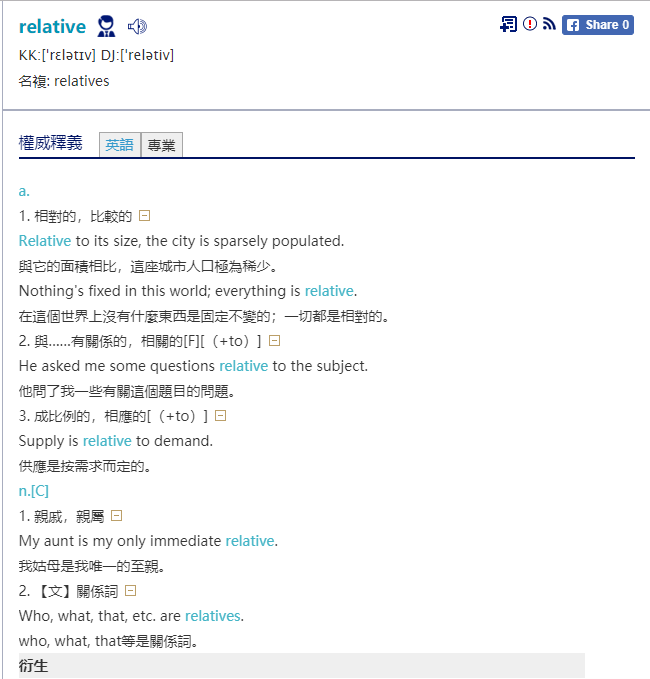 relative
Share 0
KK:[ˈrɛlətɪv] DJ:[ˈrelətiv]
名複: relatives
權威釋義 英語 專業
a.
1. 相對的，比較的
Relative to its size, the city is sparsely populated.
與它的面積相比，這座城市人口極為稀少。
Nothing's fixed in this world; everything is relative.
在這個世界上沒有什麼東西是固定不變的；一切都是相對的。
2. 與……有關係的，相關的[F][（+to）]
He asked me some questions relative to the subject.
他問了我一些有關這個題目的問題。
3. 成比例的，相應的[（+to）]
Supply is relative to demand.
供應是按需求而定的。
n.[C]
1. 親戚，親屬
My aunt is my only immediate relative.
我姑母是我唯一的至親。
2. 【文】關係詞
Who, what, that, etc. are relatives.
who, what, that等是關係詞。
衍生